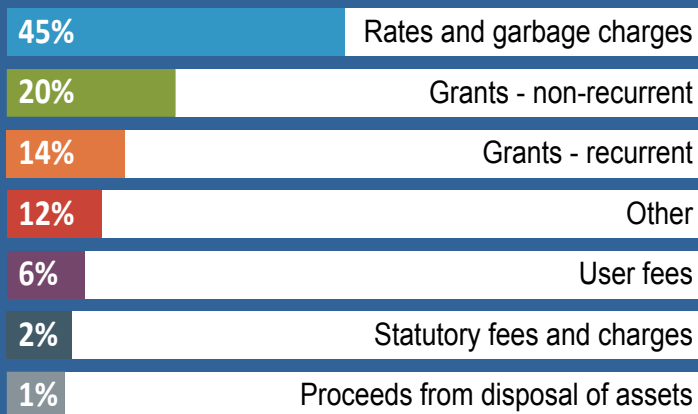 45% Rates and garbage charges
20% Grants - non-recurrent
14% Grants - recurrent
12% Other
6% User fees
2% Statutory fees and charges
1% Proceeds from disposal of assets